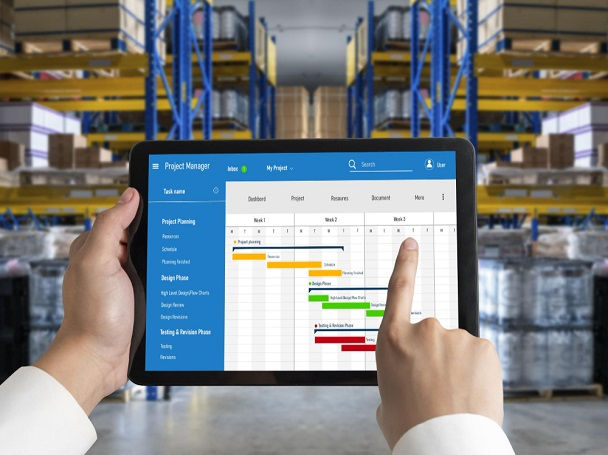 Project Manager
Inbox
My Project
Search
User
Task name
Dashbord
Project
Resoures
Document
More
Week 1
Week 2
Week 3
Project Planning
Resources
Schedule
Planning Finished
Design Phase
High Level Design/Flow Charts
Design Review
Design Revisions
Testing & Revision Phase
Testing
Revisions
Project planning
Resources
Schedule
Planning Finished
Design Phase
High Level Design/Flow Charts
Design
Testing & Revision Phase
Testing